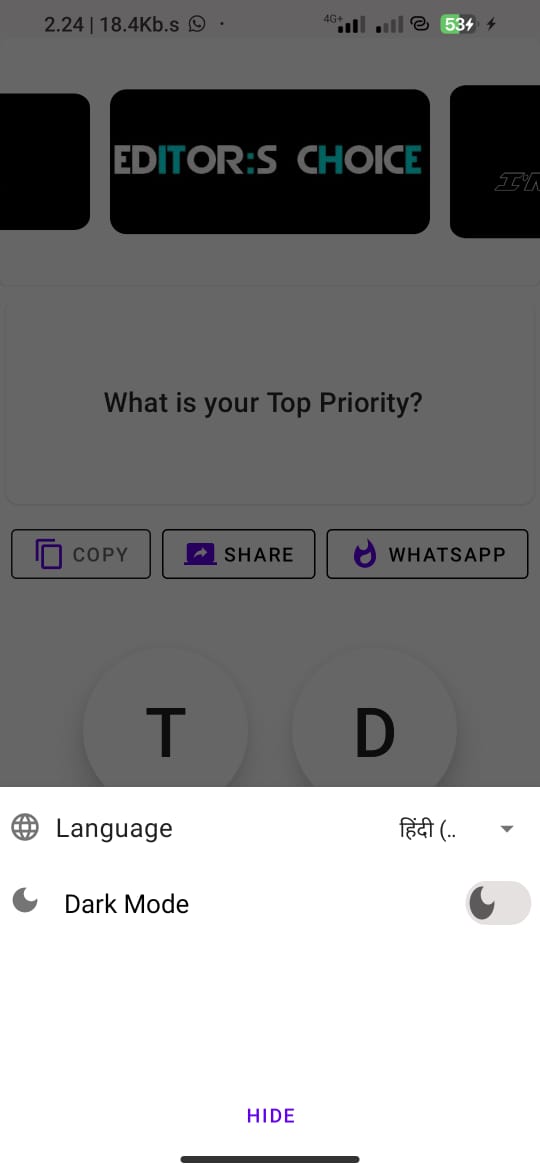 2.24 | 18.4Kb.s
4G+
53
EDITOR:S CHOICE
What is your Top Priority?
COPY
SHARE
WHATSAPP
T
D
Language
हिंदी (..
Dark Mode
HIDE